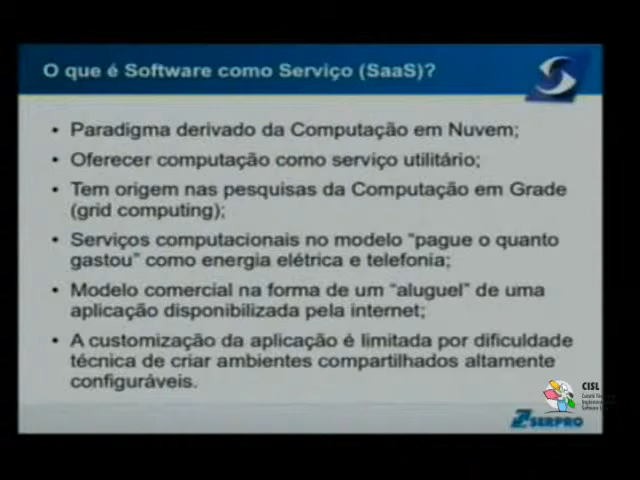 O que é Software como Serviço (SaaS)?
• Paradigma derivado da Computação em Nuvem;
• Oferecer computação como serviço utilitário;
• Tem origem nas pesquisas da Computação em Grade
(grid computing);
• Serviços computacionais no modelo “pague o quanto
gastou” como energia elétrica e telefonia;
• Modelo comercial na forma de um “aluguel” de uma
aplicação disponibilizada pela internet;
• A customização da aplicação é limitada por dificuldade
técnica de criar ambientes compartilhados altamente
configuráveis.
CISL
SERPRO